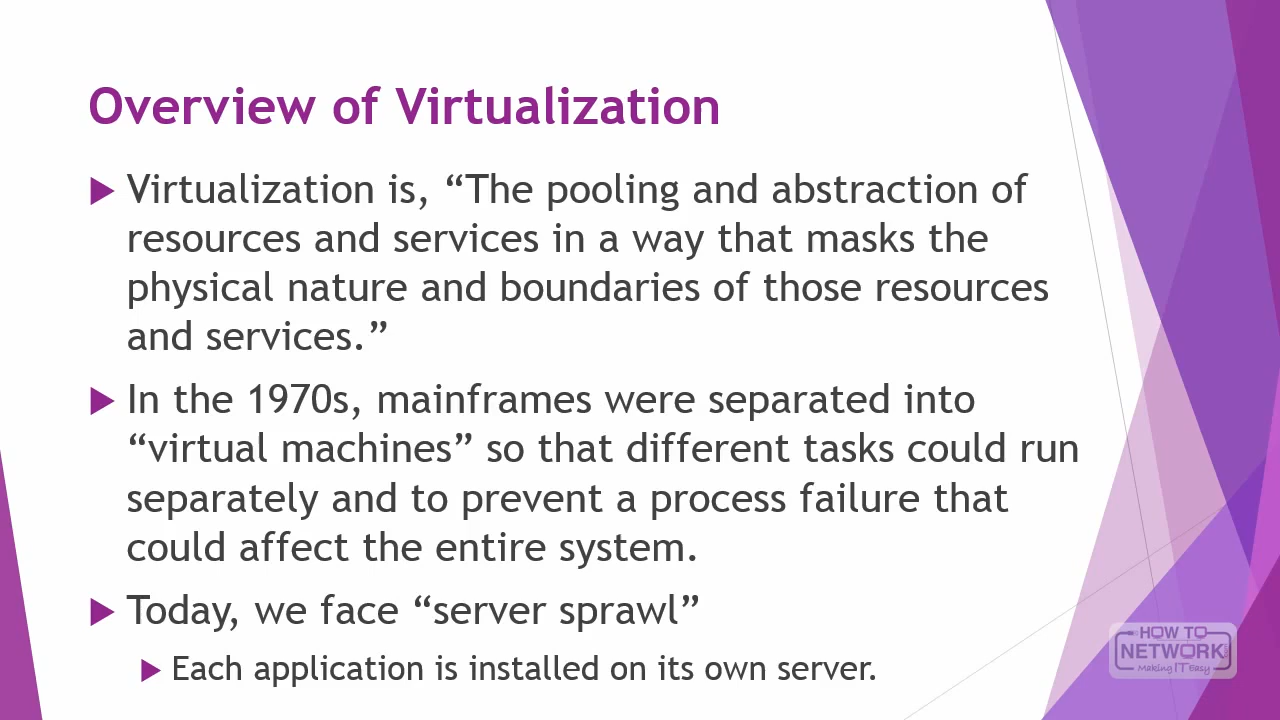 Overview of Virtualization
Virtualization is, “The pooling and abstraction of
resources and services in a way that masks the
physical nature and boundaries of those resources
and services.”
In the 1970s, mainframes were separated into
“virtual machines” so that different tasks could run
separately and to prevent a process failure that
could affect the entire system.
Today, we face “server sprawl”
Each application is installed on its own server.
HOW TO
NETWORK
Making IT Easy